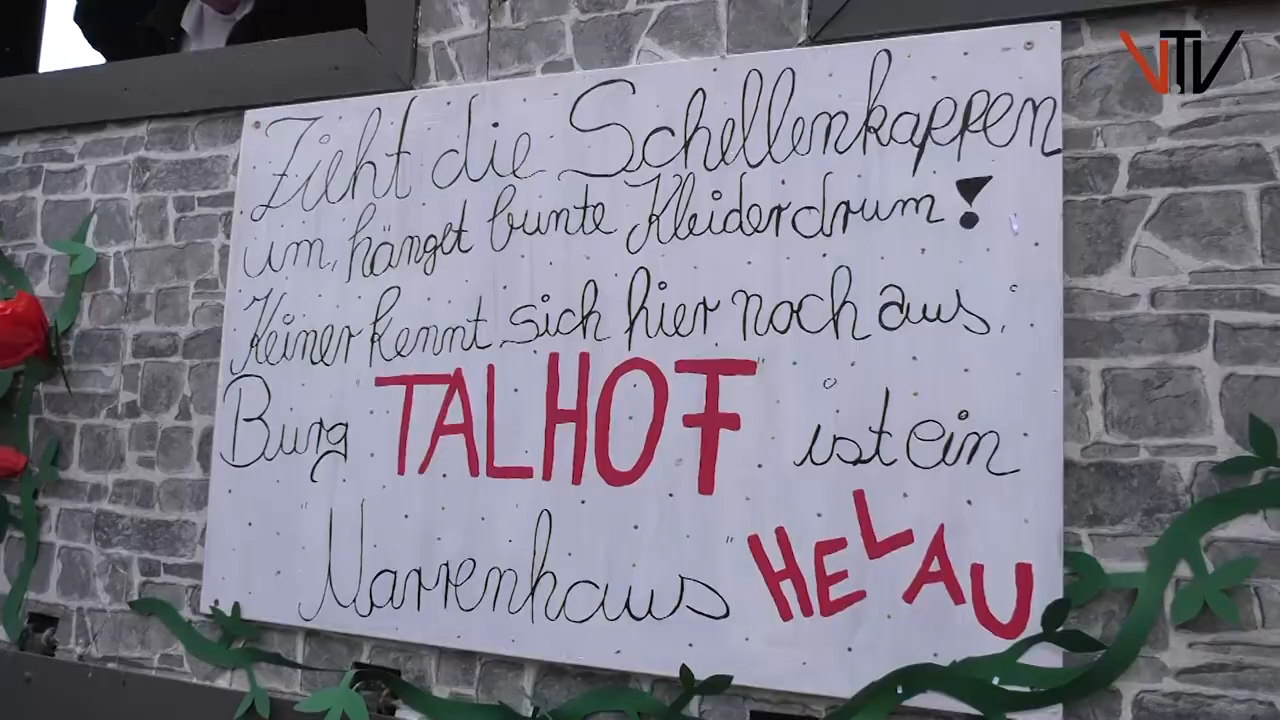 Zieht die Schellenkappen
um, hänget bunte Kleider drum!
Keiner kennt sich hier noch aus:
Burg TALHOF ist ein
"Narrenhaus" HELAU
VTV